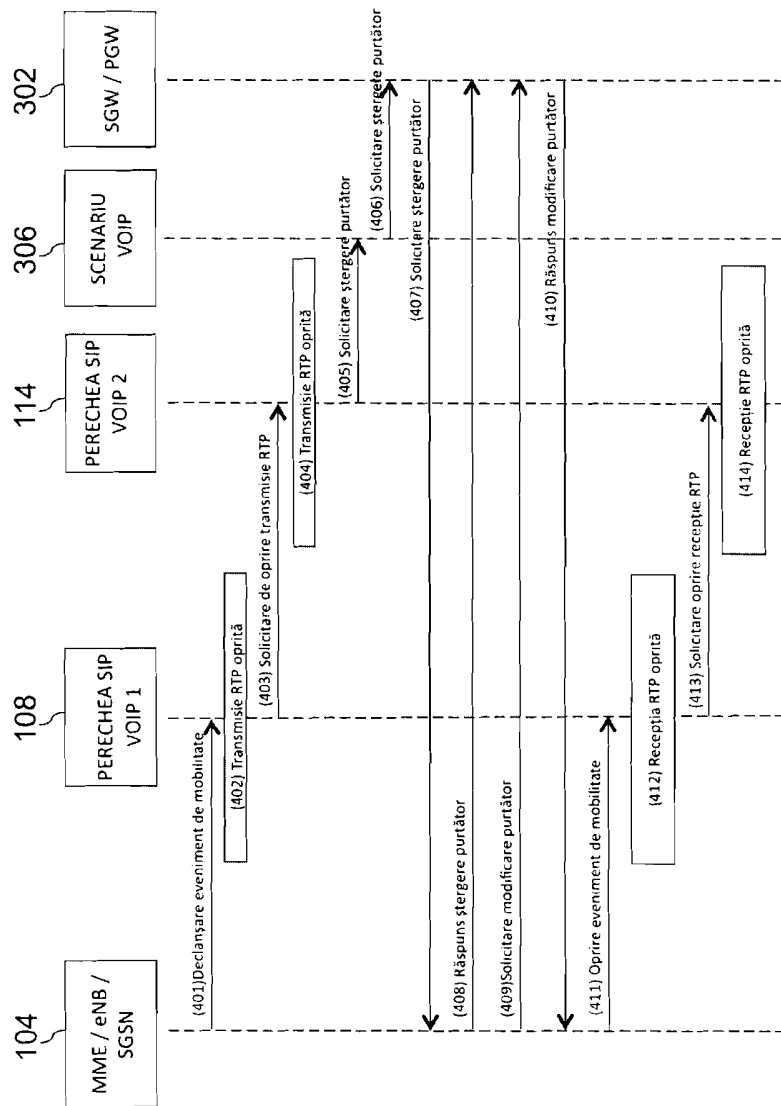 104
108
114
306
302
MME / eNB /
SGSN
PERECHEA SIP
VOIP 1
PERECHEA SIP
VOIP 2
SCENARIU
VOIP
SGW / PGW
(401)Declanșare eveniment de mobilitate
(402) Transmisie RTP oprită
(403) Solicitare de oprire transmisie RTP
(404) Transmisie RTP oprită
(405) Solicitare ștergere purtător
(406) Solicitare ștergere purtător
(407) Solicitare ștergere purtător
(408) Răspuns ștergere purtător
(409)Solicitare modificare purtător
(410) Răspuns modificare purtător
(411) Oprire eveniment de mobilitate
(412) Recepția RTP oprită
(413) Solicitare oprire recepție RTP
(414) Recepție RTP oprită